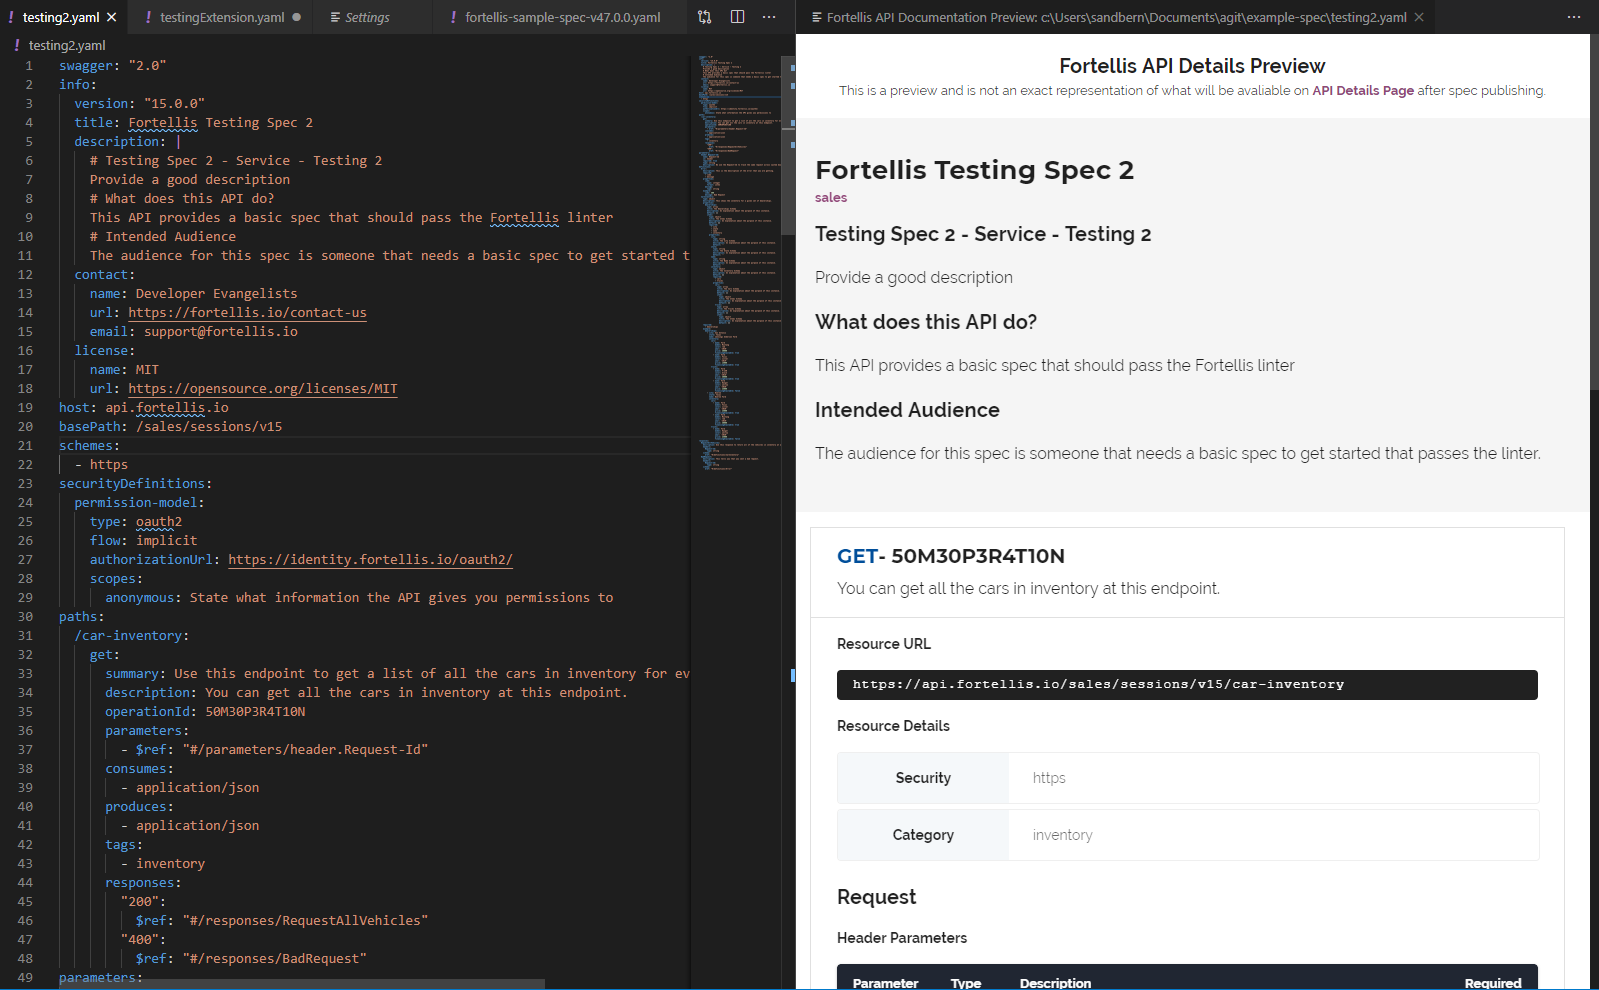 testing2.yaml
testingExtension.yaml
Settings
fortellis-sample-spec-v47.0.0.yaml
testing2.yaml
1 swagger: "2.0"
2 info:
3 version: "15.0.0"
4 title: Fortellis Testing Spec 2
5 description: |
6 # Testing Spec 2 - Service - Testing 2
7 Provide a good description
8 # What does this API do?
9 This API provides a basic spec that should pass the Fortellis linter
10 # Intended Audience
11 The audience for this spec is someone that needs a basic spec to get started t
12 contact:
13 name: Developer Evangelists
14 url: https://fortellis.io/contact-us
15 email: support@fortellis.io
16 license:
17 name: MIT
18 url: https://opensource.org/licenses/MIT
19 host: api.fortellis.io
20 basePath: /sales/sessions/v15
21 schemes:
22 - https
23 securityDefinitions:
24 permission-model:
25 type: oauth2
26 flow: implicit
27 authorizationUrl: https://identity.fortellis.io/oauth2/
28 scopes:
29 anonymous: State what information the API gives you permissions to
30 paths:
31 /car-inventory:
32 get:
33 summary: Use this endpoint to get a list of all the cars in inventory for ev
34 description: You can get all the cars in inventory at this endpoint.
35 operationId: 50M30P3R4T10N
36 parameters:
37 - $ref: "#/parameters/header.Request-Id"
38 consumes:
39 - application/json
40 produces:
41 - application/json
42 tags:
43 - inventory
44 responses:
45 "200":
46 $ref: "#/responses/RequestAllVehicles"
47 "400":
48 $ref: "#/responses/BadRequest"
49 parameters:
Fortellis API Documentation Preview: c:\Users\sandbern\Documents\agit\example-spec\testing2.yaml
Fortellis API Details Preview
This is a preview and is not an exact representation of what will be avaliable on API Details Page after spec publishing.
Fortellis Testing Spec 2
sales
Testing Spec 2 - Service - Testing 2
Provide a good description
What does this API do?
This API provides a basic spec that should pass the Fortellis linter
Intended Audience
The audience for this spec is someone that needs a basic spec to get started that passes the linter.
GET- 50M30P3R4T10N
You can get all the cars in inventory at this endpoint.
Resource URL
https://api.fortellis.io/sales/sessions/v15/car-inventory
Resource Details
Security https
Category inventory
Request
Header Parameters
Parameter Type Description Required